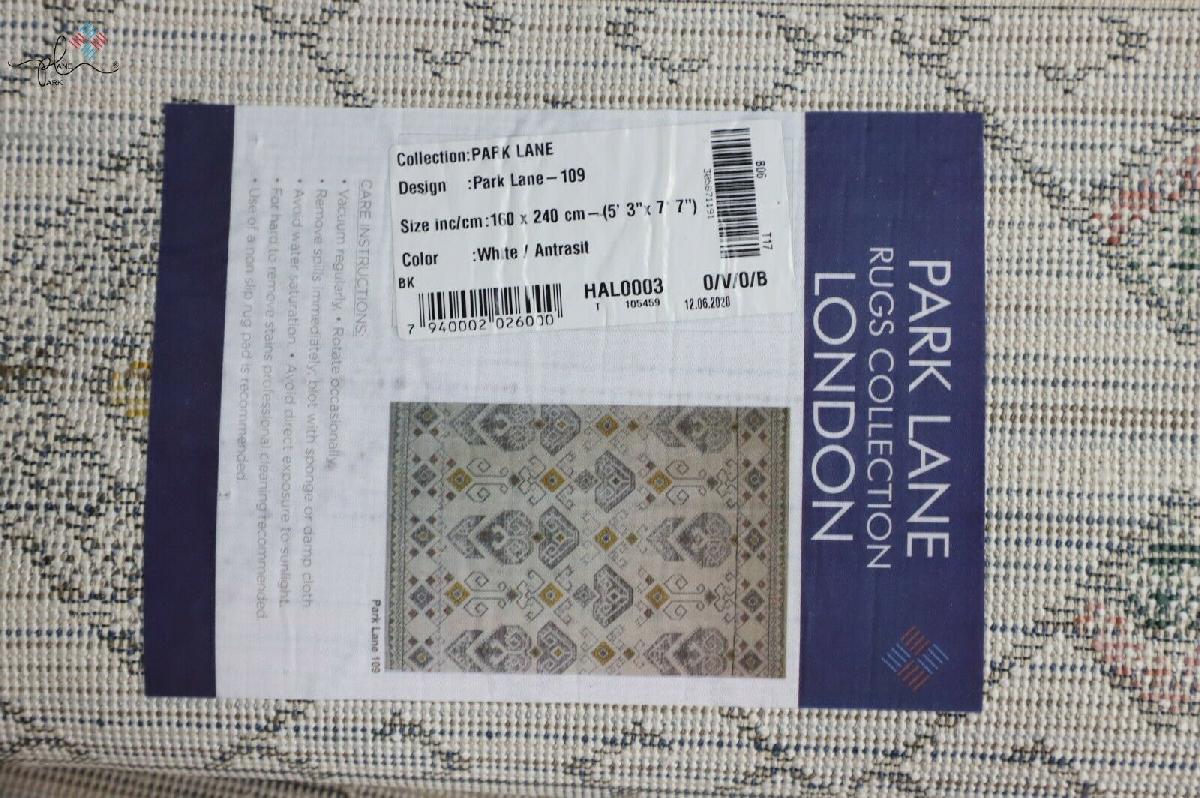 PARK LANE
RUGS COLLECTION
LONDON
Collection:PARK LANE
Design :Park Lane-109
Size inc/cm:160 x 240 cm-(5' 3"x 7' 7")
Color :White / Antrasit
BK
7 940002 026000
HAL0003
T 105459
0/V/0/B
12.06.2020
B06
T17
CARE INSTRUCTIONS:
• Vacuum regularly. • Rotate occasionally.
• Remove spills immediately, blot with sponge or damp cloth
• Avoid water saturation. • Avoid direct exposure to sunlight.
• For hard to remove stains professional cleaning recommended
• Use of a non slip rug pad is recommended
Park Lane 109